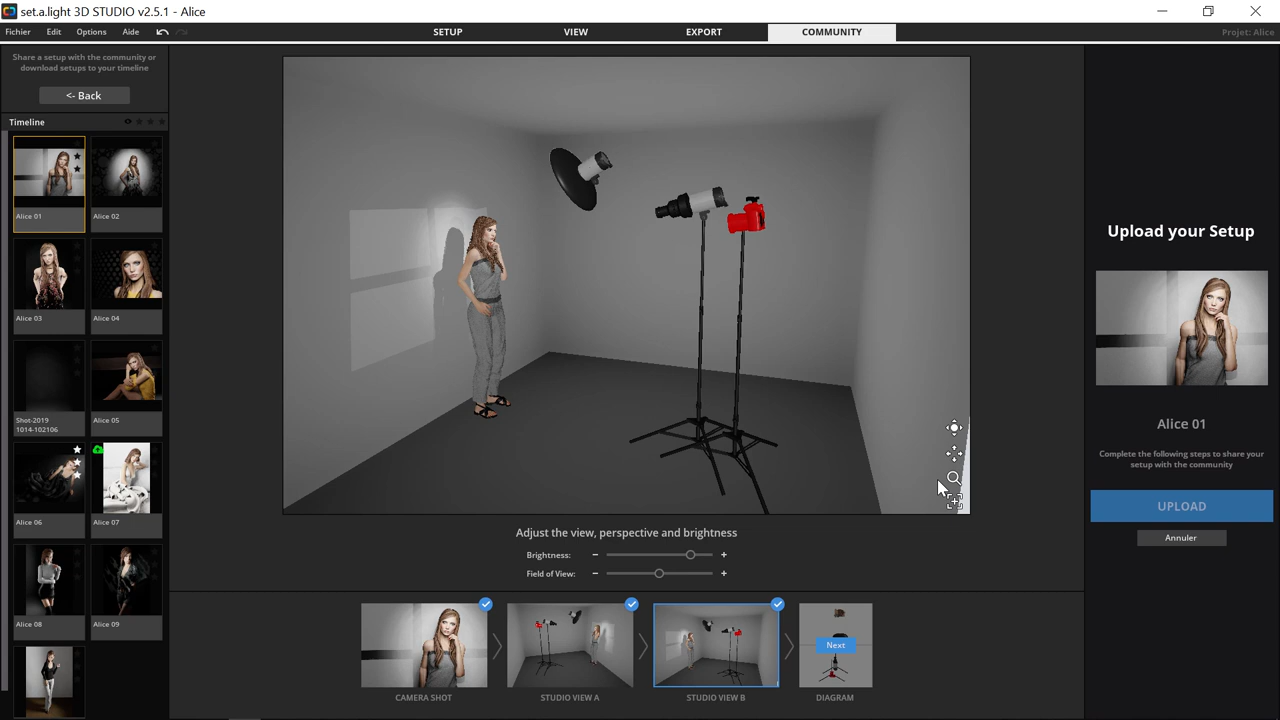 set.a.light 3D STUDIO v2.5.1 - Alice
Fichier Edit Options Aide
SETUP VIEW EXPORT COMMUNITY
Projet: Alice
Share a setup with the community or
download setups to your timeline
<- Back
Timeline
Alice 01
Alice 02
Alice 03
Alice 04
Shot-2019
1014-102106
Alice 05
Alice 06
Alice 07
Alice 08
Alice 09
Adjust the view, perspective and brightness
Brightness: − +
Field of View: − +
CAMERA SHOT
STUDIO VIEW A
STUDIO VIEW B
Next
DIAGRAM
Upload your Setup
Alice 01
Complete the following steps to share your
setup with the community
UPLOAD
Annuler